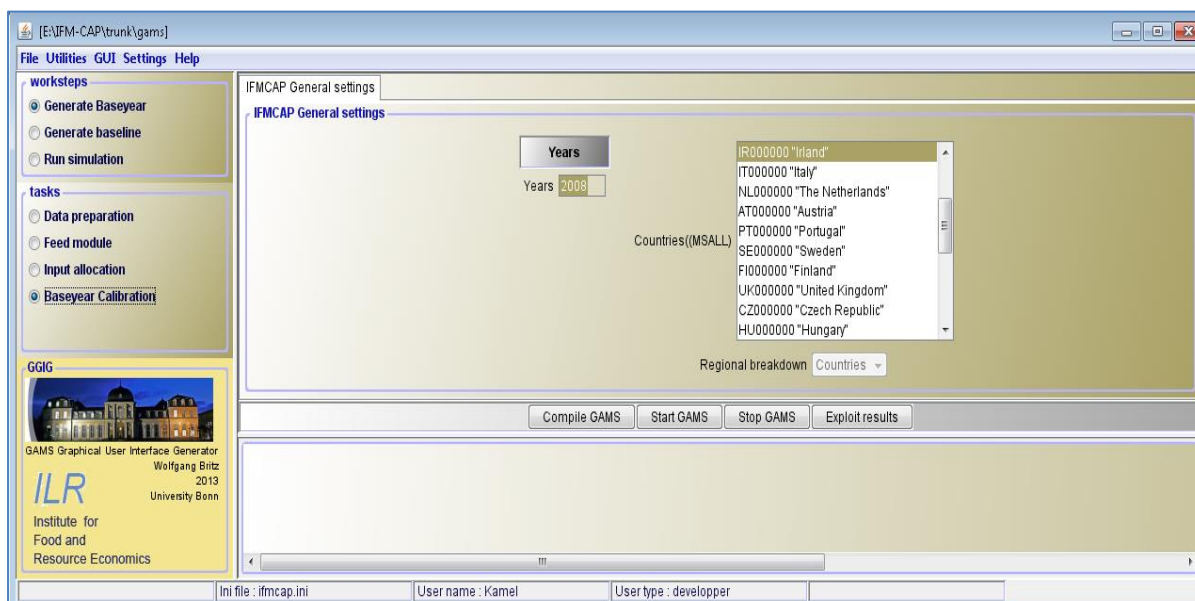 [E:\IFM-CAP\trunk\gams]
File Utilities GUI Settings Help
worksteps
Generate Baseyear
Generate baseline
Run simulation
tasks
Data preparation
Feed module
Input allocation
Baseyear Calibration
GGIG
GAMS Graphical User Interface Generator
Wolfgang Britz
2013
University Bonn
ILR
Institute for
Food and
Resource Economics
IFMCAP General settings
IFMCAP General settings
Years
Years 2008
Countries((MSALL)
IR000000 "Irland"
IT000000 "Italy"
NL000000 "The Netherlands"
AT000000 "Austria"
PT000000 "Portugal"
SE000000 "Sweden"
FI000000 "Finland"
UK000000 "United Kingdom"
CZ000000 "Czech Republic"
HU000000 "Hungary"
Regional breakdown Countries
Compile GAMS Start GAMS Stop GAMS Exploit results
Ini file : ifmcap.ini User name : Kamel User type : developper